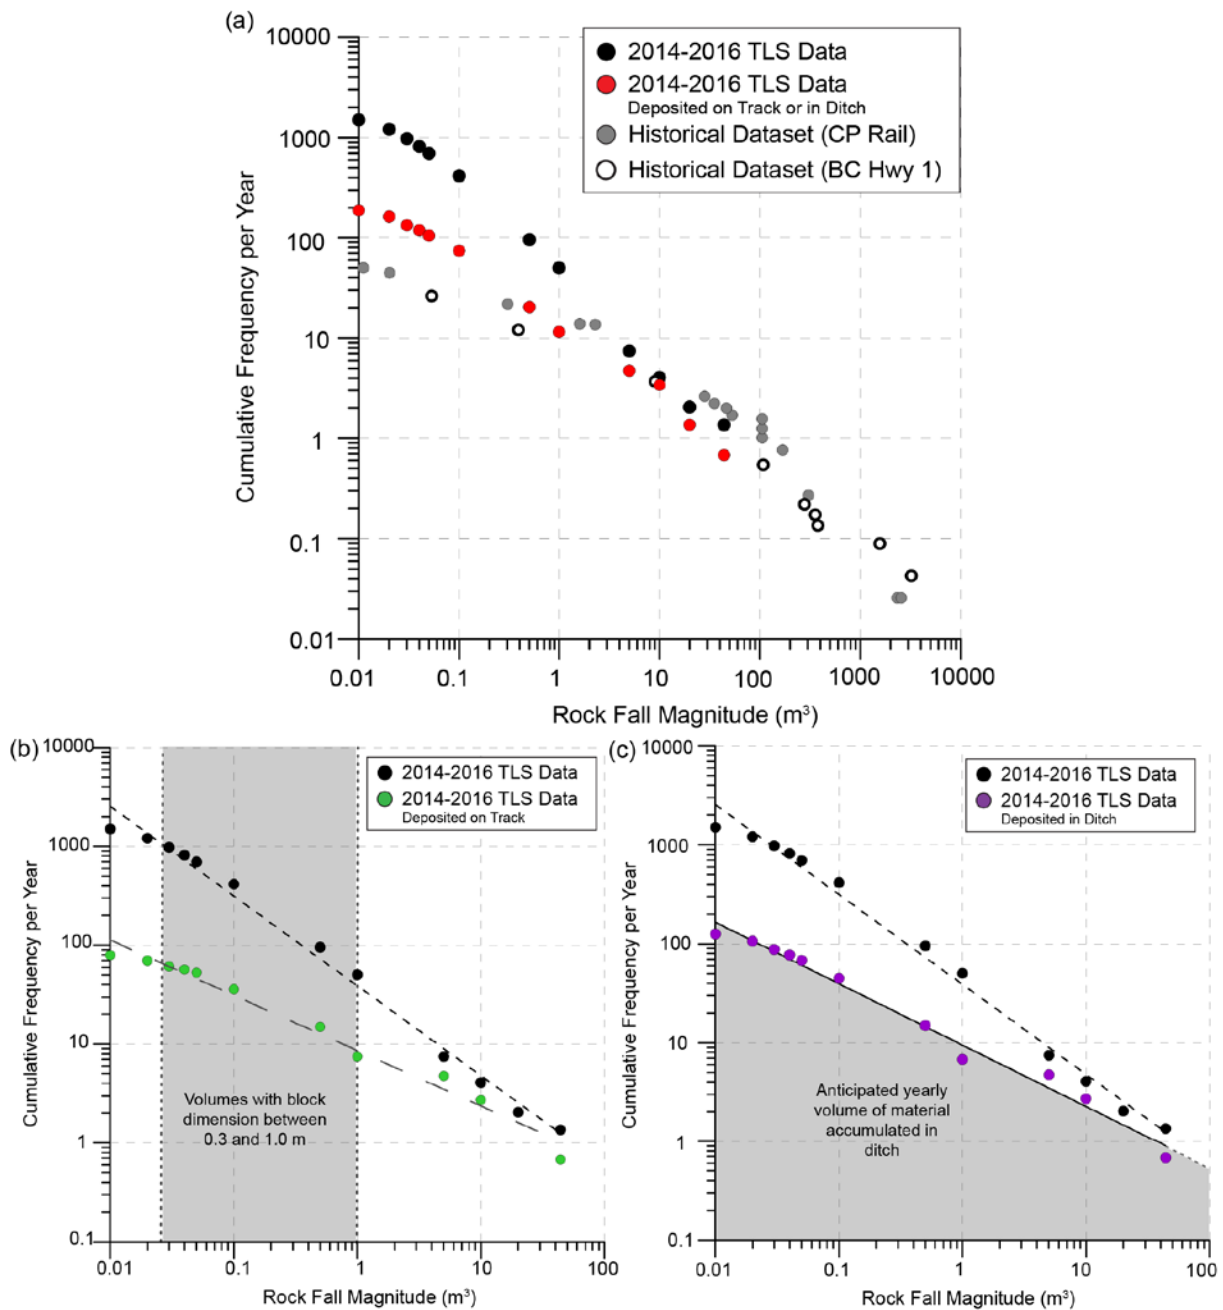 (a)
10000
1000
100
10
1
0.1
0.01
Cumulative Frequency per Year
2014-2016 TLS Data
2014-2016 TLS Data
Deposited on Track or in Ditch
Historical Dataset (CP Rail)
Historical Dataset (BC Hwy 1)
0.01 0.1 1 10 100 1000 10000
Rock Fall Magnitude (m³)
(b)
10000
1000
100
10
1
0.1
Cumulative Frequency per Year
2014-2016 TLS Data
2014-2016 TLS Data
Deposited on Track
Volumes with block
dimension between
0.3 and 1.0 m
0.01 0.1 1 10 100
Rock Fall Magnitude (m³)
(c)
10000
1000
100
10
1
0.1
Cumulative Frequency per Year
2014-2016 TLS Data
2014-2016 TLS Data
Deposited in Ditch
Anticipated yearly
volume of material
accumulated in
ditch
0.01 0.1 1 10 100
Rock Fall Magnitude (m³)